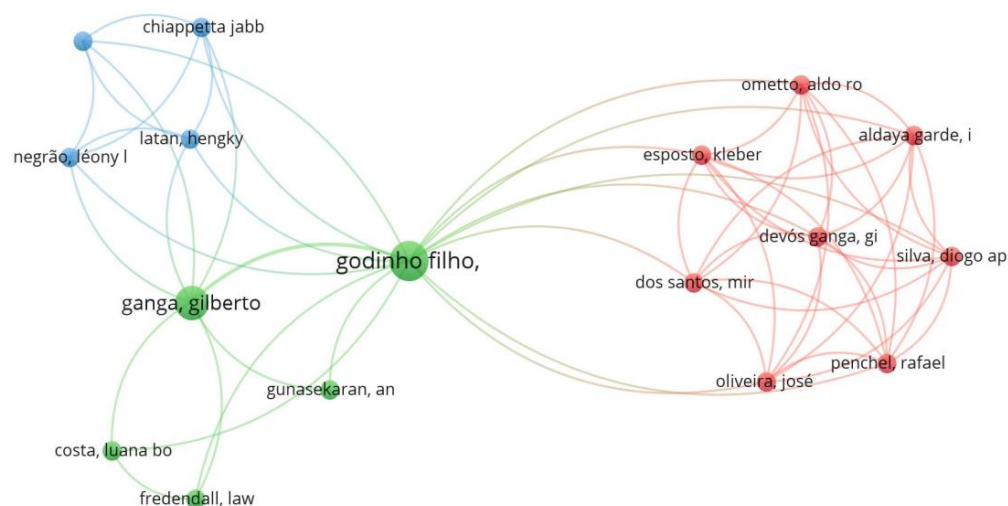 chiappetta jabb
latan, hengky
negrão, léony l
godinho filho,
ganga, gilberto
gunasekaran, an
costa, luana bo
fredendall, law
ometto, aldo ro
aldaya garde, i
esposto, kleber
devós ganga, gi
silva, diogo ap
dos santos, mir
penchel, rafael
oliveira, josé